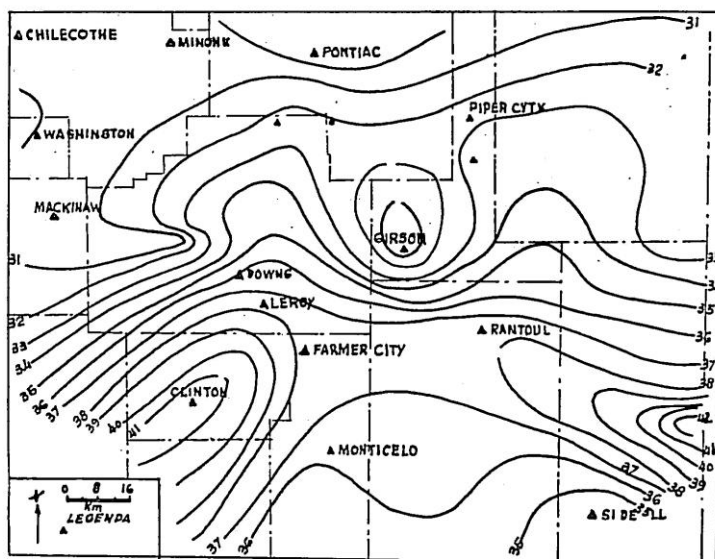 CHILECOTHE
MINONK
PONTIAC
31
32
PIPER CYTY
WASHINGTON
MACKINAW
GIRSON
31
DOWNS
LEROY
35
36
32
33
34
35
36
37
38
39
40
41
RANTOUL
FARMER CITY
37
38
CLINTON
MONTICELO
40
39
38
37
36
35
0 8 16
Km
LEGENDA
37
36
35
SIDELL